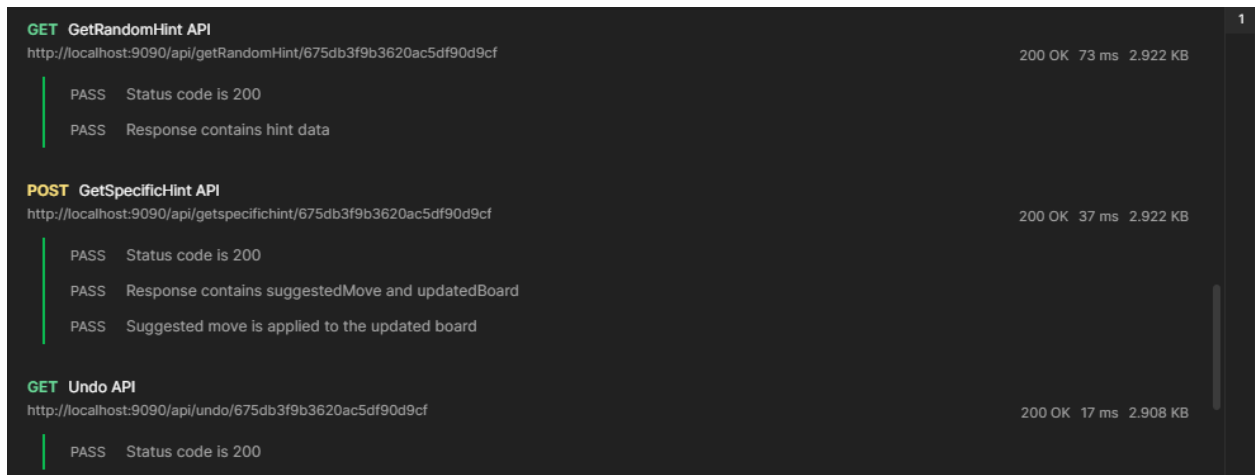 GET GetRandomHint API
1
http://localhost:9090/api/getRandomHint/675db3f9b3620ac5df90d9cf 200 OK 73 ms 2.922 KB
PASS Status code is 200
PASS Response contains hint data
POST GetSpecificHint API
http://localhost:9090/api/getspecifichint/675db3f9b3620ac5df90d9cf 200 OK 37 ms 2.922 KB
PASS Status code is 200
PASS Response contains suggestedMove and updatedBoard
PASS Suggested move is applied to the updated board
GET Undo API
http://localhost:9090/api/undo/675db3f9b3620ac5df90d9cf 200 OK 17 ms 2.908 KB
PASS Status code is 200